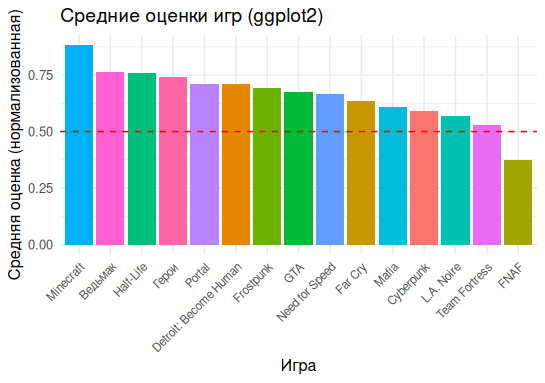 Средние оценки игр (ggplot2)
Средняя оценка (нормализованная)
0.75
0.50
0.25
0.00
Minecraft
Ведьмак
Half-Life
Герои
Portal
Detroit: Become Human
Frostpunk
GTA
Need for Speed
Far Cry
Mafia
Cyberpunk
L.A. Noire
Team Fortress
FNAF
Игра